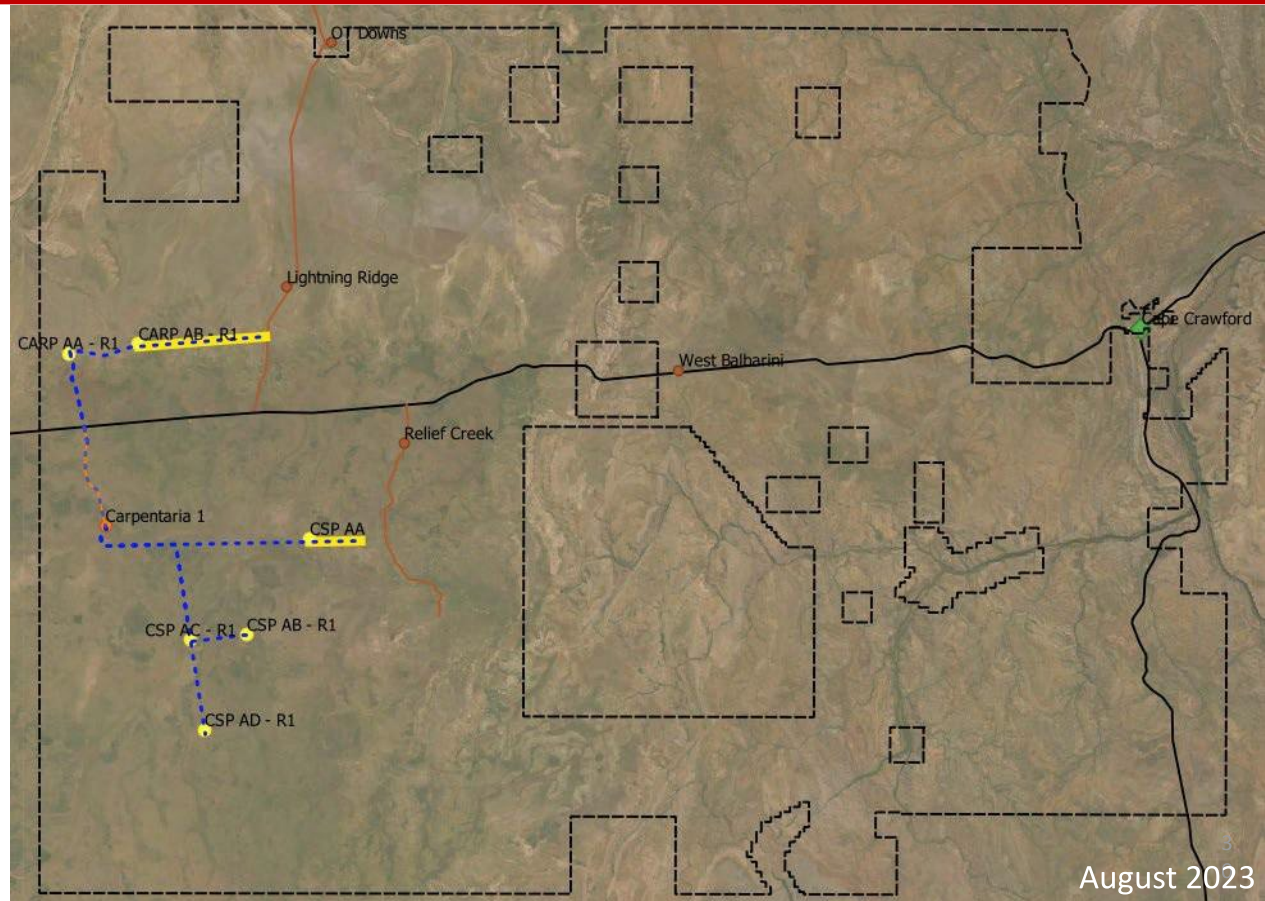 OT Downs
Lightning Ridge
CARP AA - R1
CARP AB - R1
Cape Crawford
West Balbarini
Relief Creek
Carpentaria 1
CSP AA
CSP AC - R1
CSP AB - R1
CSP AD - R1
August 2023